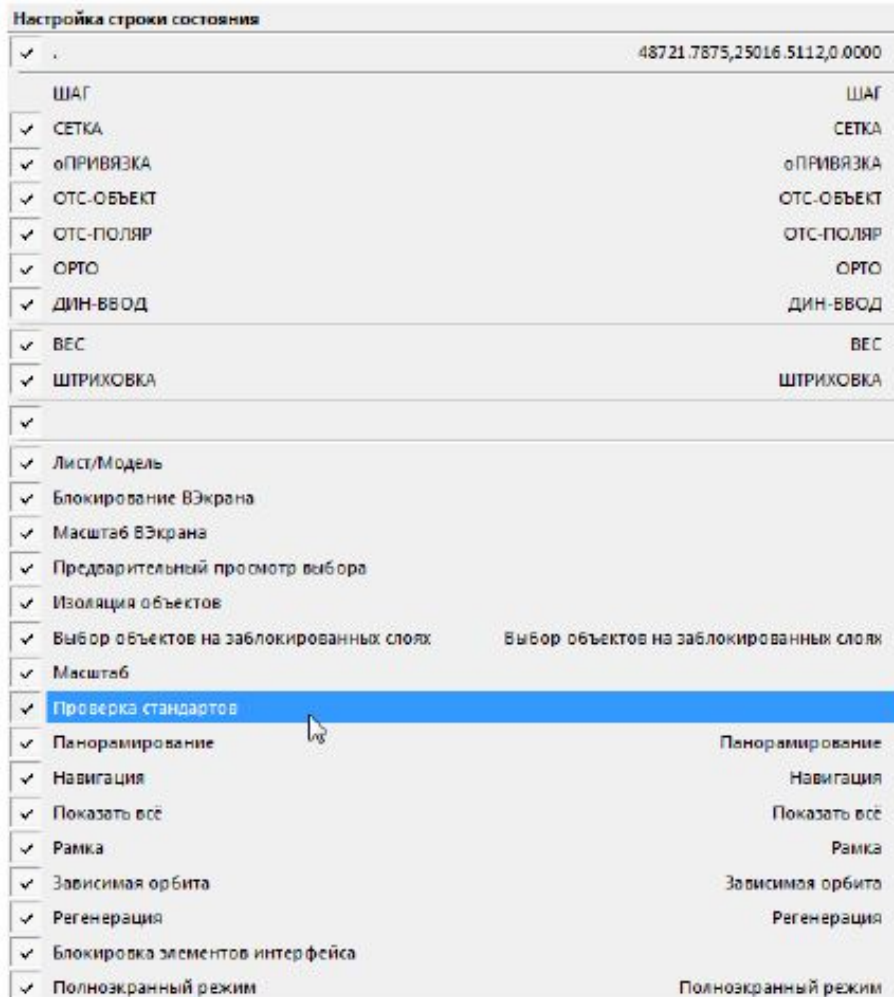 Настройка строки состояния
. 48721.7875,25016.5112,0.0000
ШАГ ШАГ
СЕТКА СЕТКА
оПРИВЯЗКА оПРИВЯЗКА
ОТС-ОБЪЕКТ ОТС-ОБЪЕКТ
ОТС-ПОЛЯР ОТС-ПОЛЯР
ОРТО ОРТО
ДИН-ВВОД ДИН-ВВОД
ВЕС ВЕС
ШТРИХОВКА ШТРИХОВКА
Лист/Модель
Блокирование ВЭкрана
Масштаб ВЭкрана
Предварительный просмотр выбора
Изоляция объектов
Выбор объектов на заблокированных слоях Выбор объектов на заблокированных слоях
Масштаб
Проверка стандартов
Панорамирование Панорамирование
Навигация Навигация
Показать всё Показать всё
Рамка Рамка
Зависимая орбита Зависимая орбита
Регенерация Регенерация
Блокировка элементов интерфейса
Полноэкранный режим Полноэкранный режим